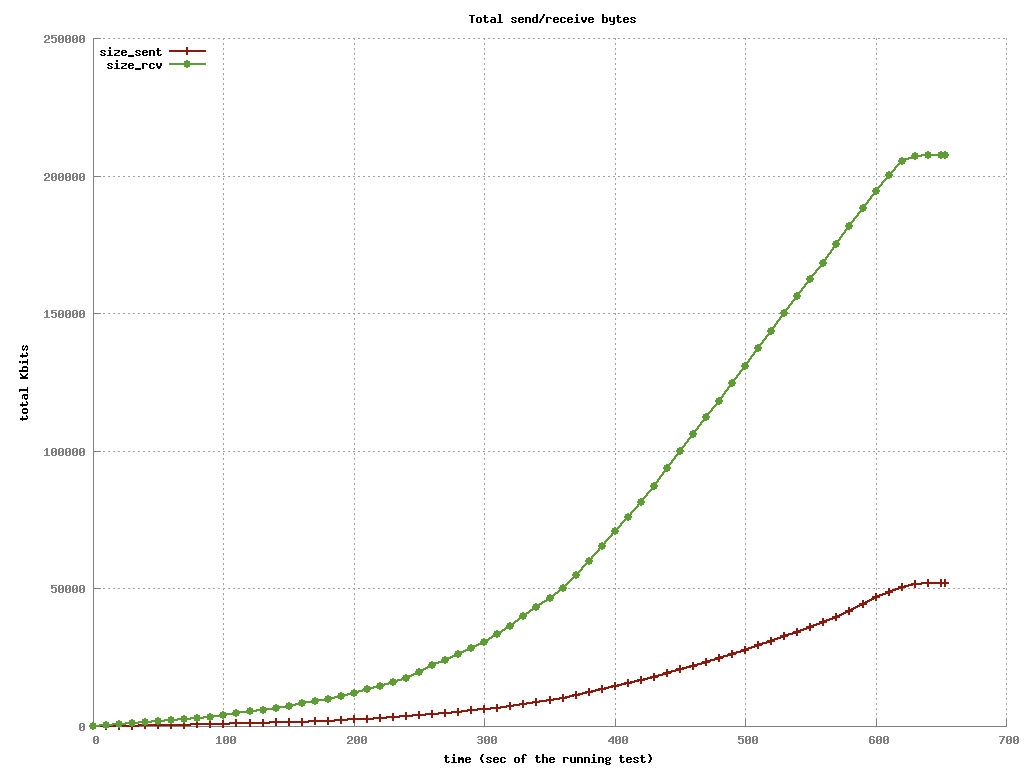 Total send/receive bytes
250000
size_sent
size_rcv
200000
150000
total Kbits
100000
50000
0
0 100 200 300 400 500 600 700
time (sec of the running test)